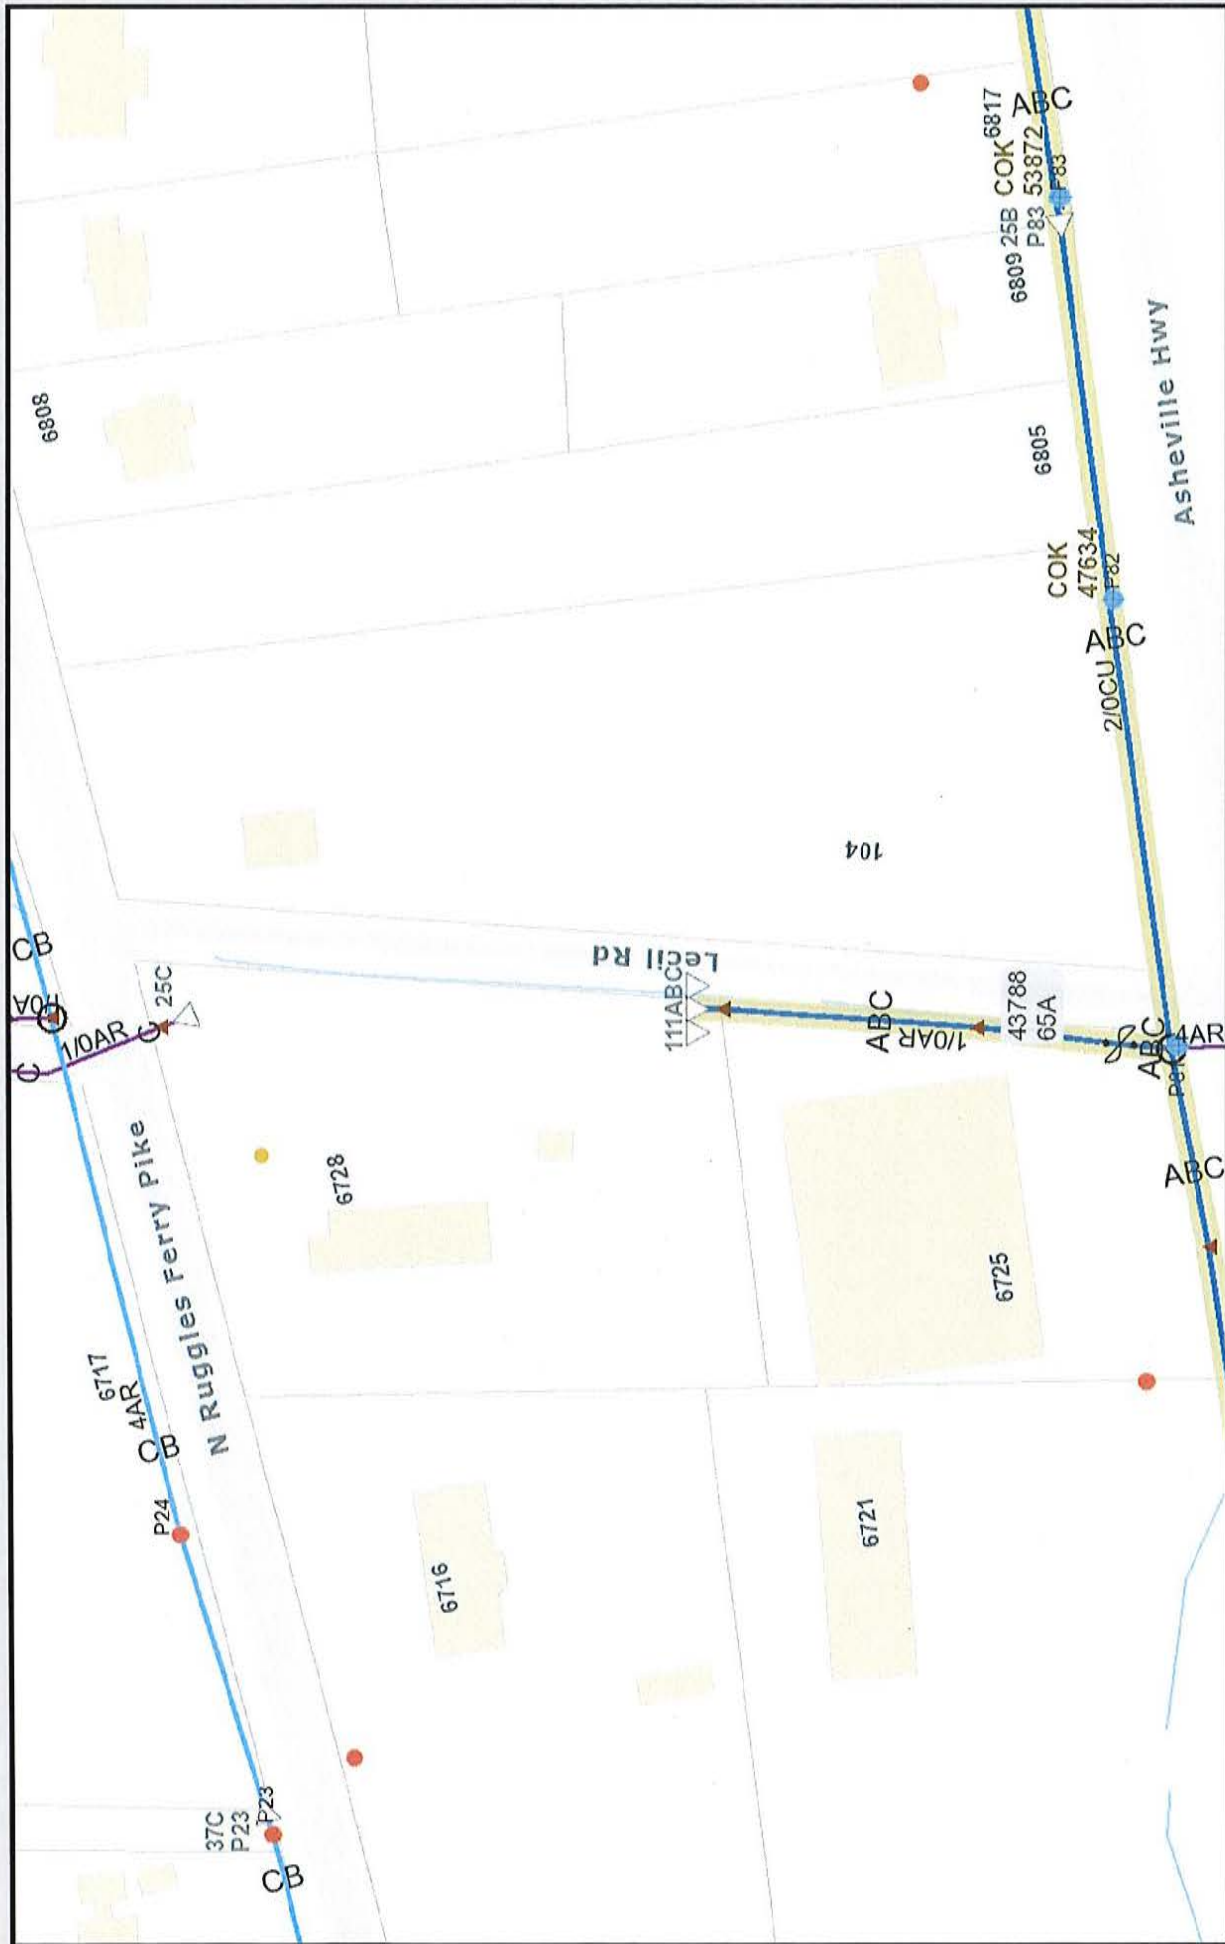 6808
CB
C
1/0AR
C
25C
N Ruggles Ferry Pike
6717
4AR
CB
P24
37C
P23
P23
CB
6728
6716
6721
6725
111ABC
ABC
1/0AR
43788
65A
104
ABC
4AR
ABC
2/0CU
ABC
COK
47634
P82
6805
Asheville Hwy
6809
25B
COK
6817
P83
53872
P83
ABC